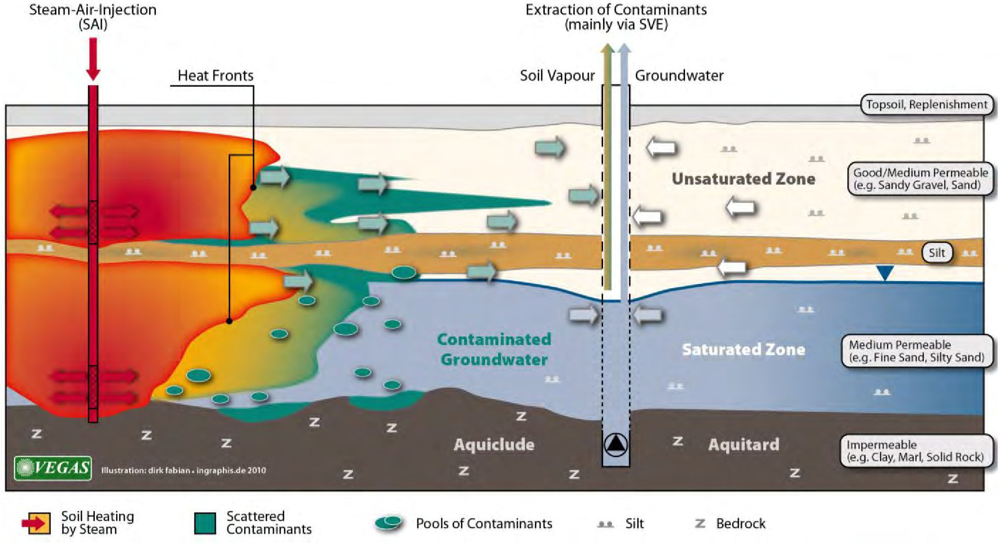 Steam-Air-Injection
(SAI)
Extraction of Contaminants
(mainly via SVE)
Heat Fronts
Soil Vapour
Groundwater
Topsoil, Replenishment
Unsaturated Zone
Good/Medium Permeable
(e.g. Sandy Gravel, Sand)
Silt
Contaminated
Groundwater
Saturated Zone
Medium Permeable
(e.g. Fine Sand, Silty Sand)
Aquiclude
Aquitard
Impermeable
(e.g. Clay, Marl, Solid Rock)
VEGAS
Illustration: dirk fabian • ingraphis.de 2010
Soil Heating
by Steam
Scattered
Contaminants
Pools of Contaminants
Silt
Z Bedrock